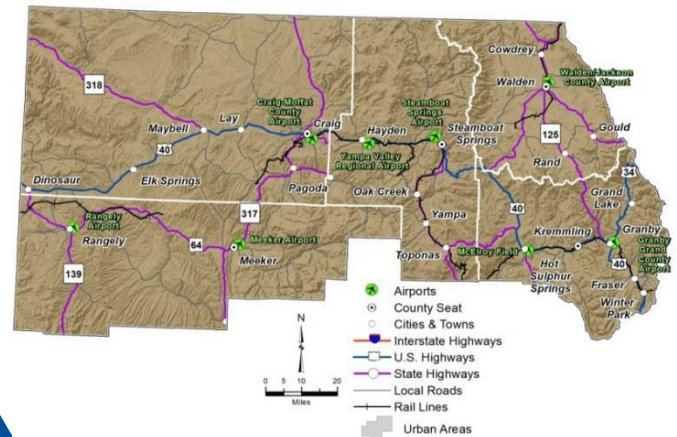 Cowdrey
Walden/Jackson
County Airport
Walden
318
Craig-Moffat
County
Airport
Steamboat
Springs
Airport
Lay
Craig
Maybell
Hayden
Steamboat
Springs
125
Gould
40
Yampa Valley
Regional Airport
Rand
34
Dinosaur
Elk Springs
Pagoda
Oak Creek
Grand
Lake
317
40
Rangely
Airport
Yampa
Kremmling
Granby
Rangely
64
Meeker Airport
Meeker
Toponas
McElroy Field
Granby
Grand
County
Airport
139
Hot
Sulphur
Springs
40
Fraser
Winter
Park
Airports
County Seat
Cities & Towns
Interstate Highways
U.S. Highways
State Highways
Local Roads
Rail Lines
Urban Areas
N
0 5 10 20
Miles